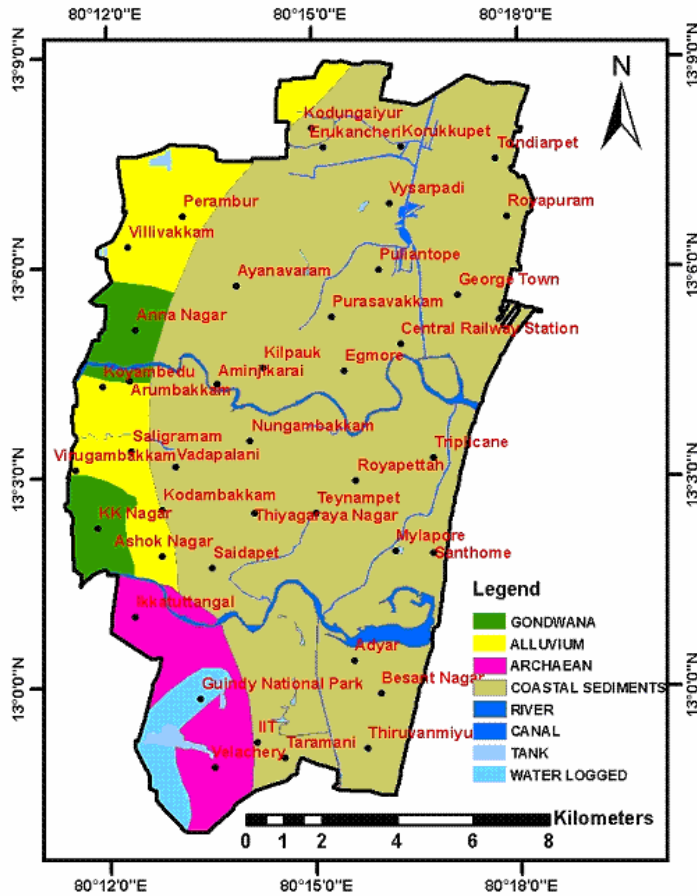 80°12'0"E 80°15'0"E 80°18'0"E
13°9'0"N 13°9'0"N
N
Kodungaiyur
Erukancheri Korukkupet
Tondiarpet
Vysarpadi
Perambur
Royapuram
Villivakkam
Puliantope
Ayanavaram
George Town
13°6'0"N 13°6'0"N
Anna Nagar
Purasavakkam
Central Railway Station
Kilpauk
Egmore
Koyambedu
Aminjikarai
Arumbakkam
Nungambakkam
Saligramam
Triplicane
Virugambakkam Vadapalani
Royapettah
13°3'0"N 13°3'0"N
Kodambakkam
Teynampet
KK Nagar
Thiyagaraya Nagar
Ashok Nagar
Mylapore
Saidapet
Santhome
Ikkatuttangal
Adyar
Guindy National Park
Besant Nagar
13°0'0"N 13°0'0"N
IIT
Velachery
Taramani
Thiruvanmiyu
Legend
GONDWANA
ALLUVIUM
ARCHAEAN
COASTAL SEDIMENTS
RIVER
CANAL
TANK
WATER LOGGED
Kilometers
0 1 2 4 6 8
80°12'0"E 80°15'0"E 80°18'0"E